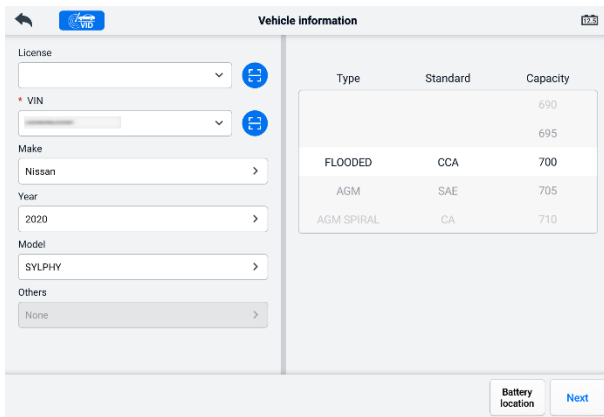 VID
Vehicle information
License
* VIN
Make
Nissan
Year
2020
Model
SYLPHY
Others
None
Type Standard Capacity
690
695
FLOODED CCA 700
AGM SAE 705
AGM SPIRAL CA 710
Battery
location
Next